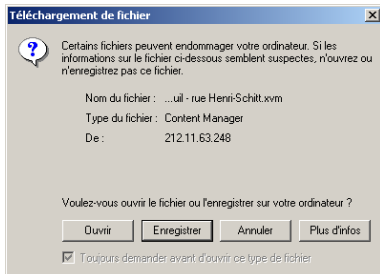 Téléchargement de fichier
Certains fichiers peuvent endommager votre ordinateur. Si les
informations sur le fichier ci-dessous semblent suspectes, n'ouvrez ou
n'enregistrez pas ce fichier.
Nom du fichier : ...uil - rue Henri-Schitt.xvm
Type du fichier : Content Manager
De : 212.11.63.248
Voulez-vous ouvrir le fichier ou l'enregistrer sur votre ordinateur ?
Ouvrir Enregistrer Annuler Plus d'infos
Toujours demander avant d'ouvrir ce type de fichier